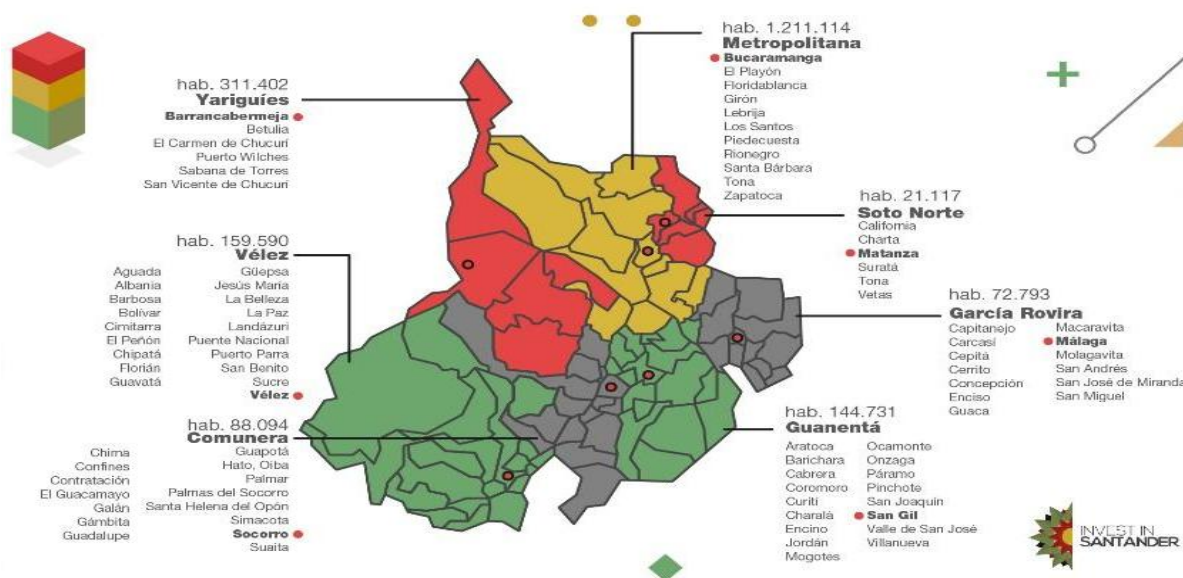 hab. 311.402
Yariguíes
Barrancabermeja
Betulia
El Carmen de Chucurí
Puerto Wilches
Sabana de Torres
San Vicente de Chucurí
hab. 1.211.114
Metropolitana
Bucaramanga
El Playón
Floridablanca
Girón
Lebrija
Los Santos
Piedecuesta
Rionegro
Santa Bárbara
Tona
Zapatoca
hab. 21.117
Soto Norte
California
Charta
Matanza
Suratá
Tona
Vetas
hab. 159.590
Vélez
Aguada
Albania
Barbosa
Bolívar
Cimitarra
El Peñón
Chipatá
Florián
Guavatá
Güepsa
Jesús María
La Belleza
La Paz
Landázuri
Puente Nacional
Puerto Parra
San Benito
Sucre
Vélez
hab. 72.793
García Rovira
Capitanejo
Carcasí
Cepitá
Cerrito
Concepción
Enciso
Guaca
Macaravita
Málaga
Molagavita
San Andrés
San José de Miranda
San Miguel
hab. 88.094
Comunera
Chima
Confines
Contratación
El Guacamayo
Galán
Gámbita
Guadalupe
Guapotá
Hato, Oiba
Palmar
Palmas del Socorro
Santa Helena del Opón
Simacota
Socorro
Suaita
hab. 144.731
Guanentá
Aratoca
Barichara
Cabrera
Coromoro
Curití
Charalá
Encino
Jordán
Mogotes
Ocamonte
Onzaga
Páramo
Pinchote
San Joaquín
San Gil
Valle de San José
Villanueva
INVEST IN
SANTANDER